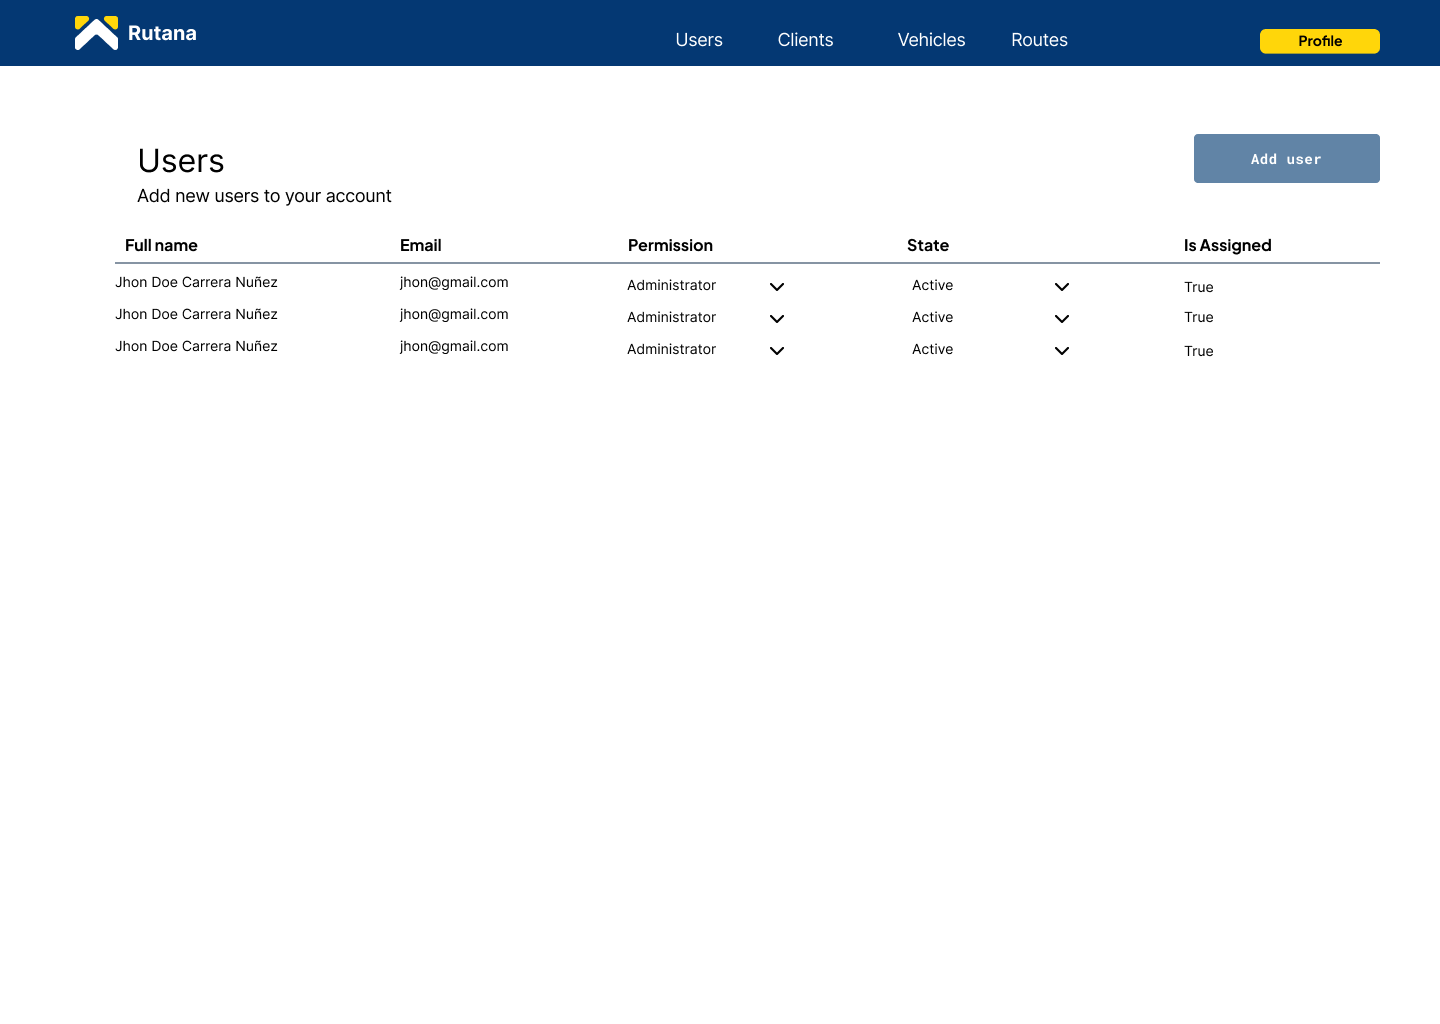 Rutana Users Clients Vehicles Routes Profile
Users
Add user
Add new users to your account
Full name Email Permission State Is Assigned
Jhon Doe Carrera Nuñez jhon@gmail.com Administrator Active True
Jhon Doe Carrera Nuñez jhon@gmail.com Administrator Active True
Jhon Doe Carrera Nuñez jhon@gmail.com Administrator Active True